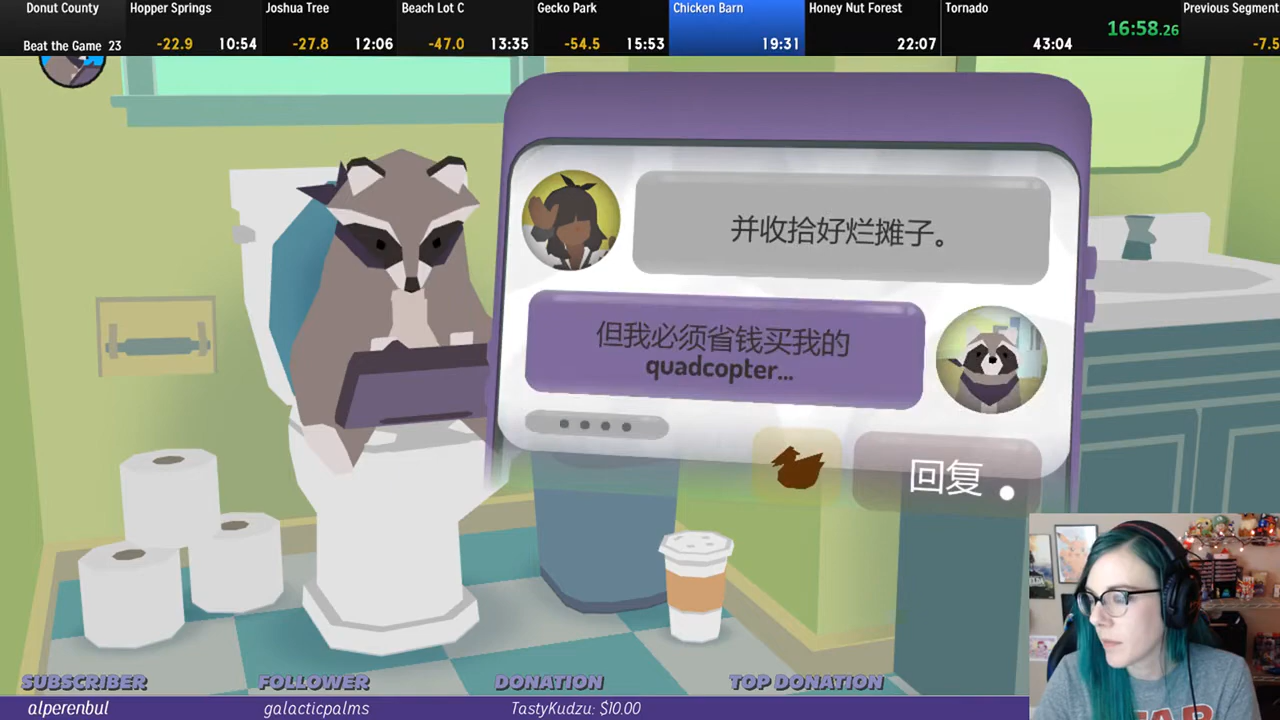 Donut County
Hopper Springs
Joshua Tree
Beach Lot C
Gecko Park
Chicken Barn
Honey Nut Forest
Tornado
Previous Segment
Beat the Game 23
-22.9 10:54
-27.8 12:06
-47.0 13:35
-54.5 15:53
19:31
22:07
43:04
16:58.26
-7.5
并收拾好烂摊子。
但我必须省钱买我的
quadcopter...
回复
SUBSCRIBER
FOLLOWER
DONATION
TOP DONATION
alperenbul
galacticpalms
TastyKudzu: $10.00